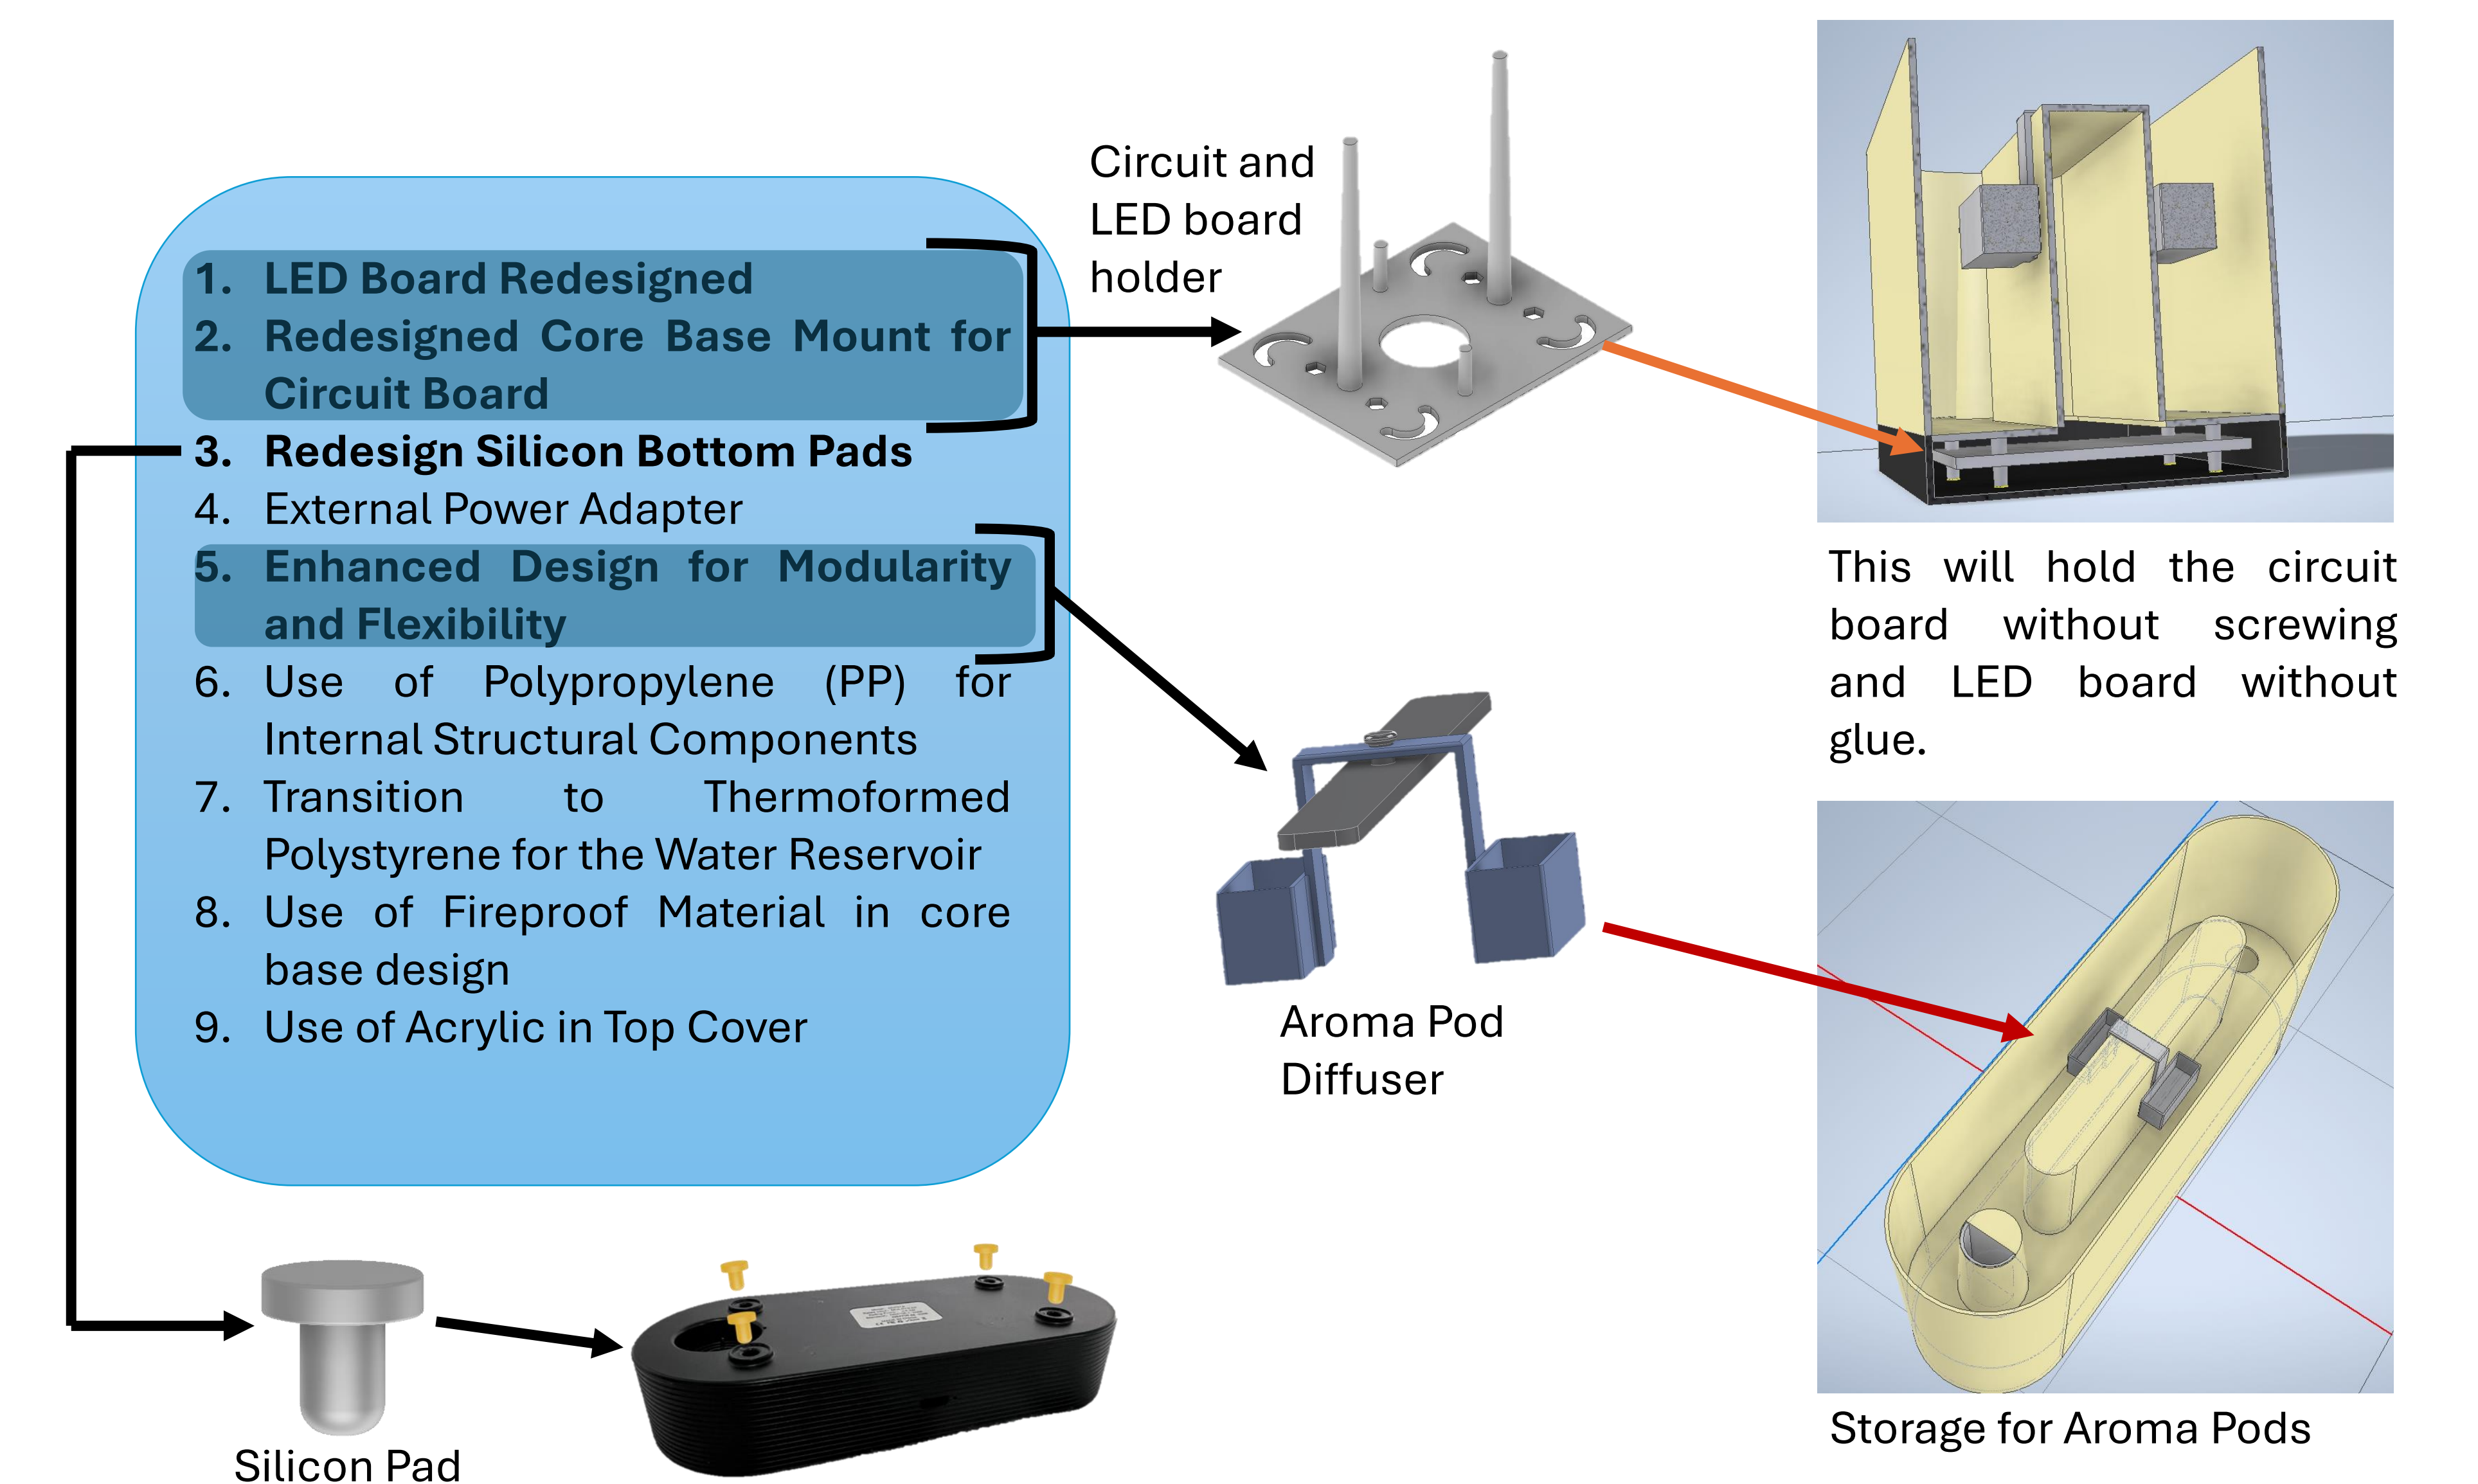 1. LED Board Redesigned
2. Redesigned Core Base Mount for
Circuit Board
3. Redesign Silicon Bottom Pads
4. External Power Adapter
5. Enhanced Design for Modularity
and Flexibility
6. Use of Polypropylene (PP) for
Internal Structural Components
7. Transition to Thermoformed
Polystyrene for the Water Reservoir
8. Use of Fireproof Material in core
base design
9. Use of Acrylic in Top Cover
Circuit and
LED board
holder
This will hold the circuit
board without screwing
and LED board without
glue.
Aroma Pod
Diffuser
Storage for Aroma Pods
Silicon Pad